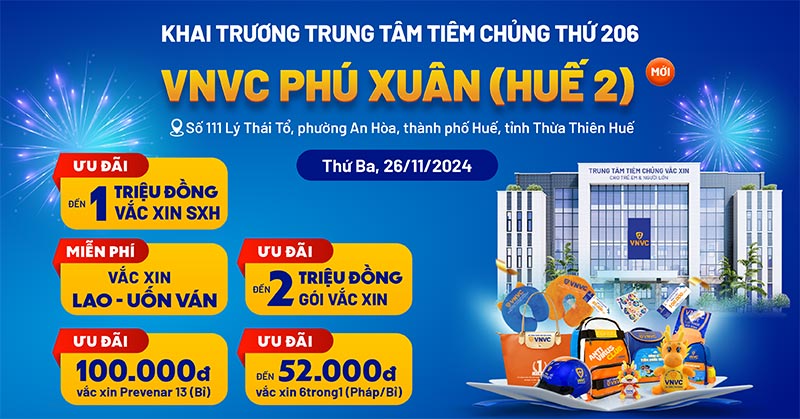 KHAI TRƯƠNG TRUNG TÂM TIÊM CHỦNG THỨ 206
VNVC PHÚ XUÂN (HUẾ 2)
MỚI
Số 111 Lý Thái Tổ, phường An Hòa, thành phố Huế, tỉnh Thừa Thiên Huế
Thứ Ba, 26/11/2024
ƯU ĐÃI
ĐẾN 1 TRIỆU ĐỒNG
VẮC XIN SXH
MIỄN PHÍ
VẮC XIN
LAO - UỐN VÁN
ƯU ĐÃI
ĐẾN 2 TRIỆU ĐỒNG
GÓI VẮC XIN
ƯU ĐÃI
100.000đ
vắc xin Prevenar 13 (Bỉ)
ƯU ĐÃI
ĐẾN 52.000đ
vắc xin 6trong1 (Pháp/Bỉ)
TRUNG TÂM TIÊM CHỦNG VẮC XIN
CHO TRẺ EM & NGƯỜI LỚN
VNVC
VNVC
VNVC
VNVC